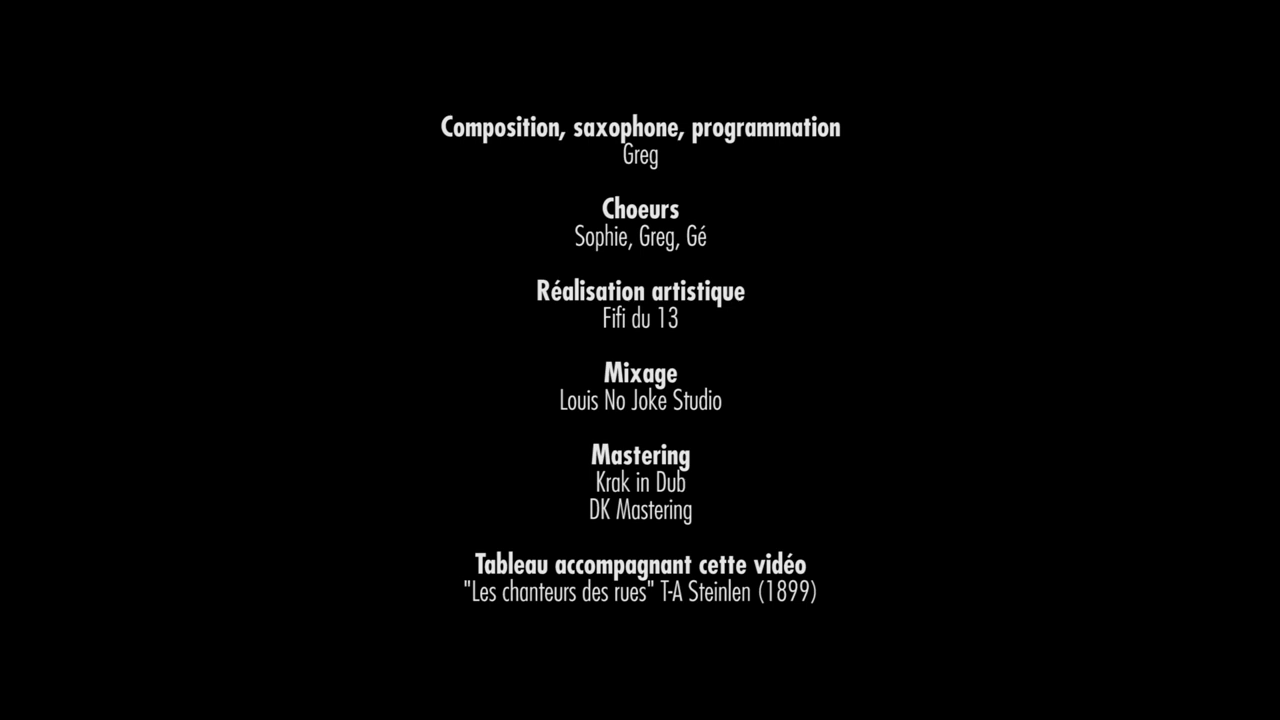 Composition, saxophone, programmation
Greg
Choeurs
Sophie, Greg, Gé
Réalisation artistique
Fifi du 13
Mixage
Louis No Joke Studio
Mastering
Krak in Dub
DK Mastering
Tableau accompagnant cette vidéo
"Les chanteurs des rues" T-A Steinlen (1899)